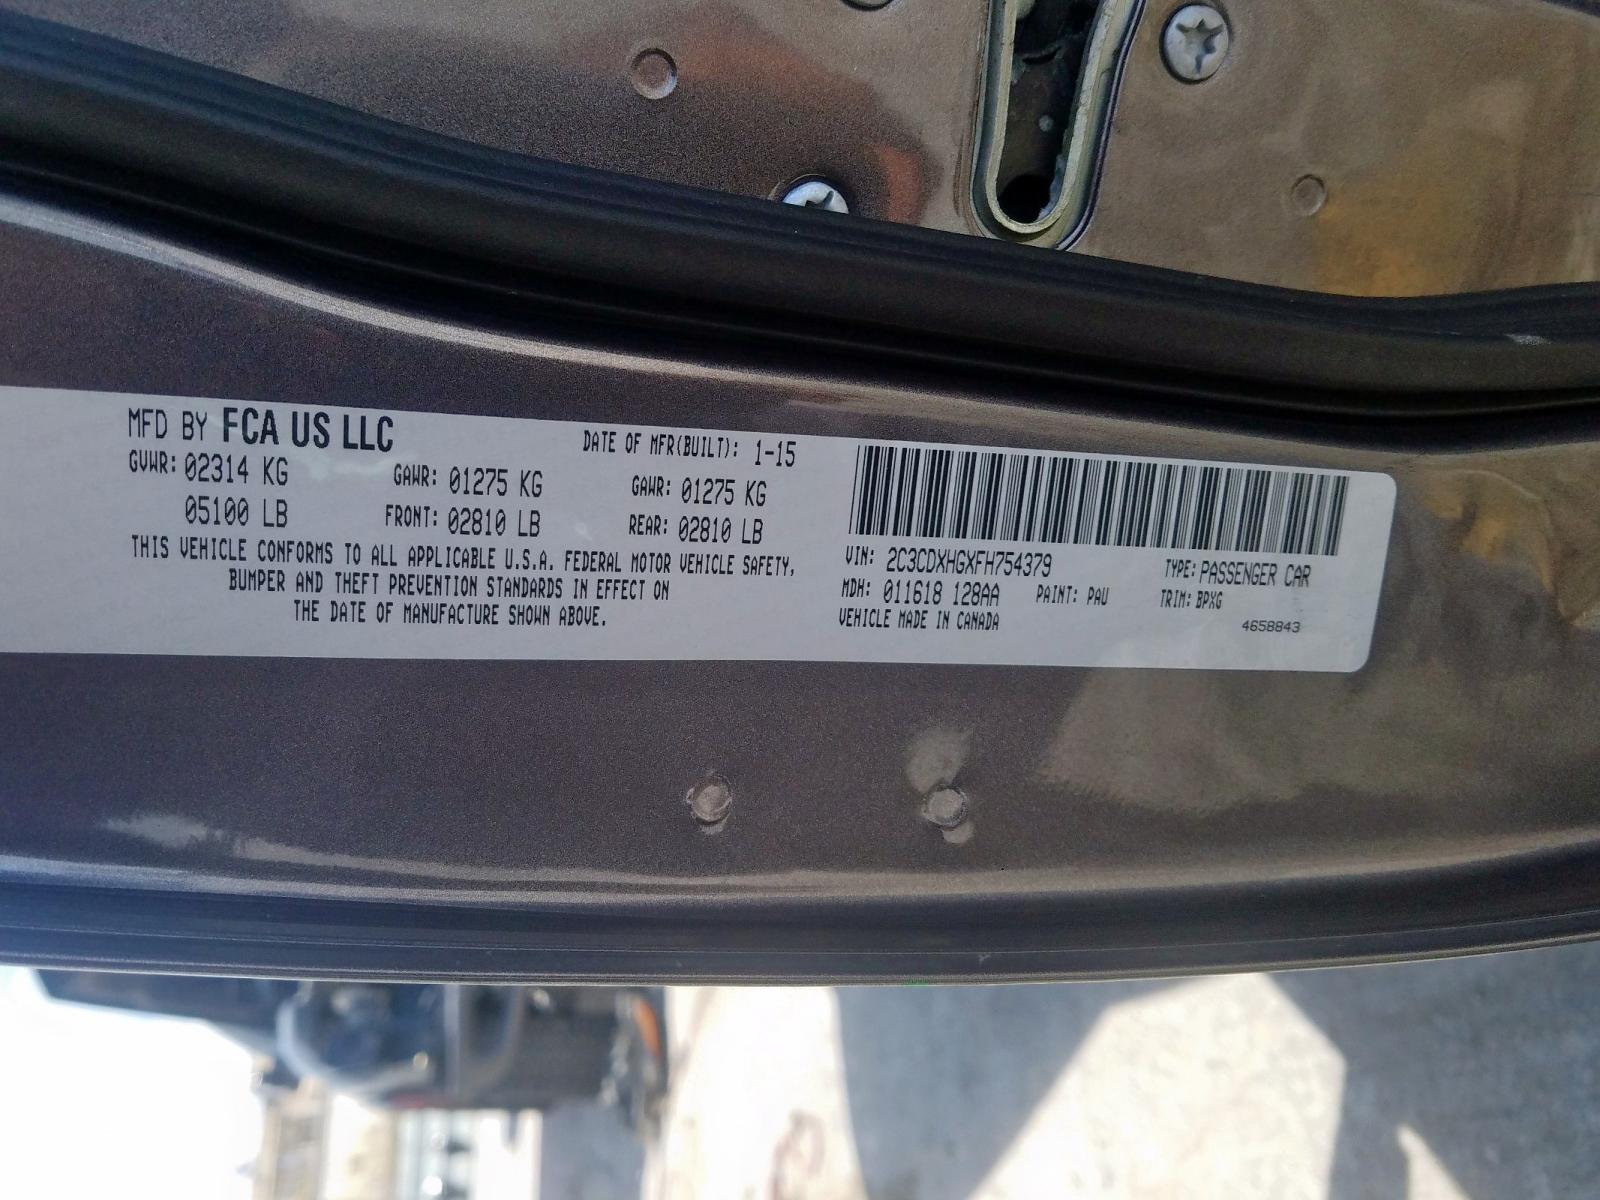 MFD BY FCA US LLC DATE OF MFR(BUILT): 1-15
GVWR: 02314 KG GAWR: 01275 KG GAWR: 01275 KG
05100 LB FRONT: 02810 LB REAR: 02810 LB
THIS VEHICLE CONFORMS TO ALL APPLICABLE U.S.A. FEDERAL MOTOR VEHICLE SAFETY,
BUMPER AND THEFT PREVENTION STANDARDS IN EFFECT ON
THE DATE OF MANUFACTURE SHOWN ABOVE.
VIN: 2C3CDXHGXFH754379 TYPE: PASSENGER CAR
MDH: 011618 128AA PAINT: PAU TRIM: BPXG
VEHICLE MADE IN CANADA 4658843